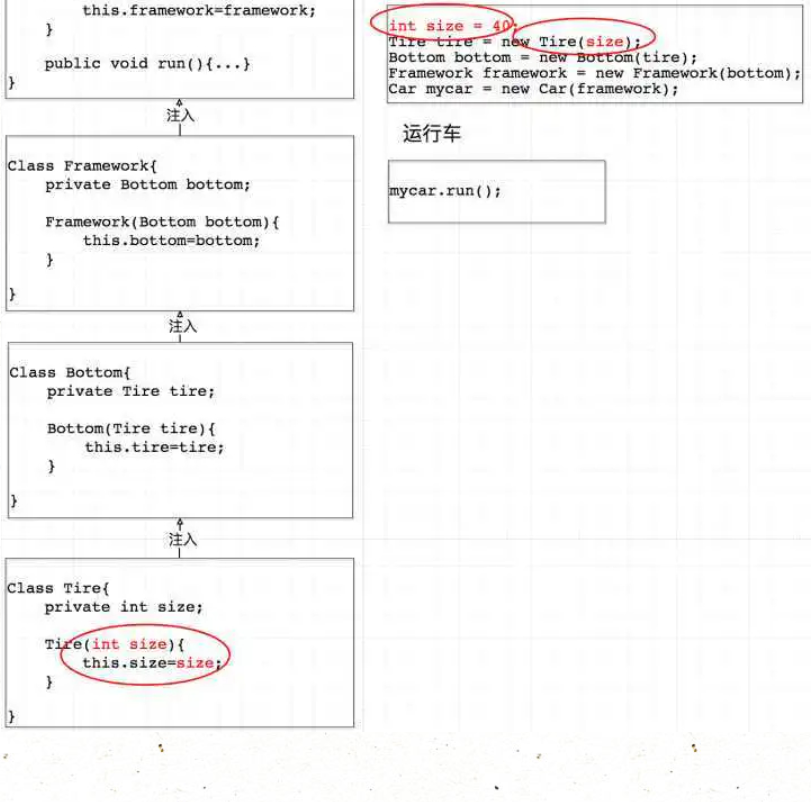 this.framework=framework;
}
public void run(){...}
}
注入
Class Framework{
private Bottom bottom;
Framework(Bottom bottom){
this.bottom=bottom;
}
}
注入
Class Bottom{
private Tire tire;
Bottom(Tire tire){
this.tire=tire;
}
}
注入
Class Tire{
private int size;
Tire(int size){
this.size=size;
}
}
int size = 40;
Tire tire = new Tire(size);
Bottom bottom = new Bottom(tire);
Framework framework = new Framework(bottom);
Car mycar = new Car(framework);
运行车
mycar.run();